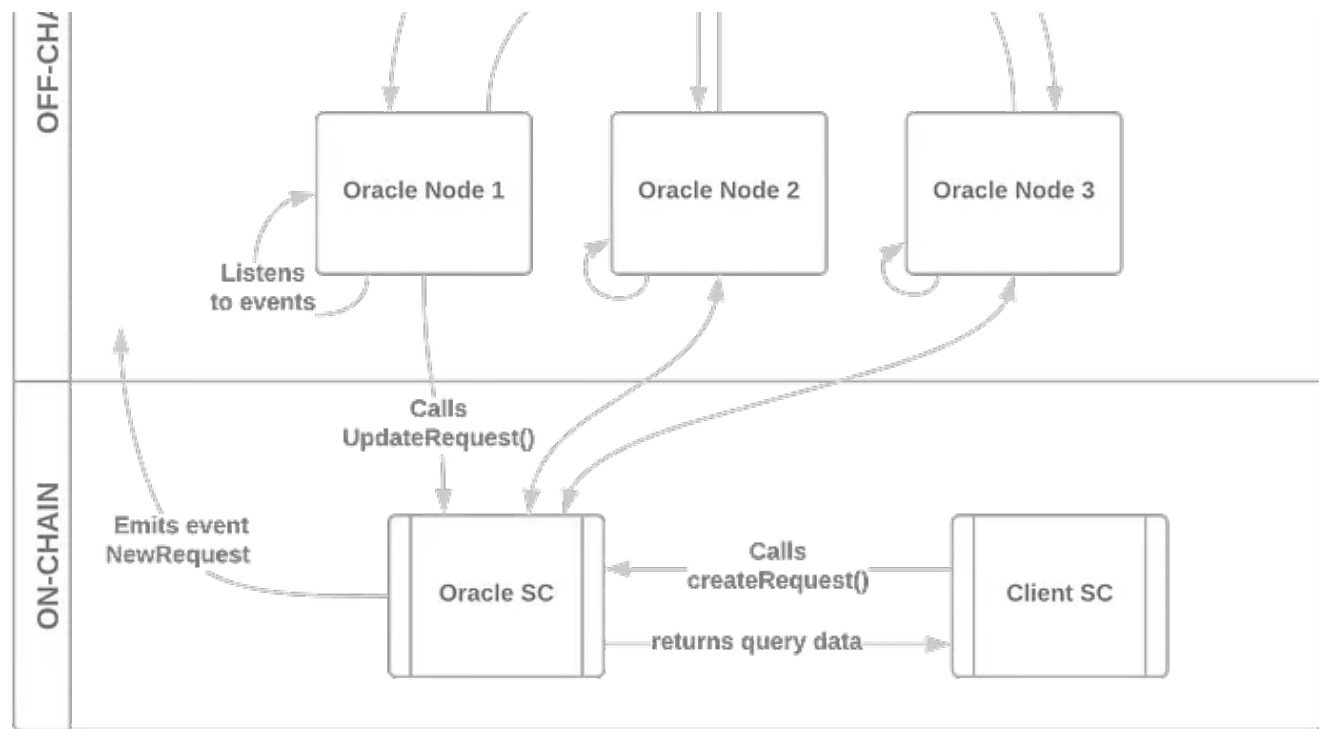 OFF-CHA
Oracle Node 1
Oracle Node 2
Oracle Node 3
Listens
to events
Calls
UpdateRequest()
ON-CHAIN
Emits event
NewRequest
Oracle SC
Calls
createRequest()
returns query data
Client SC